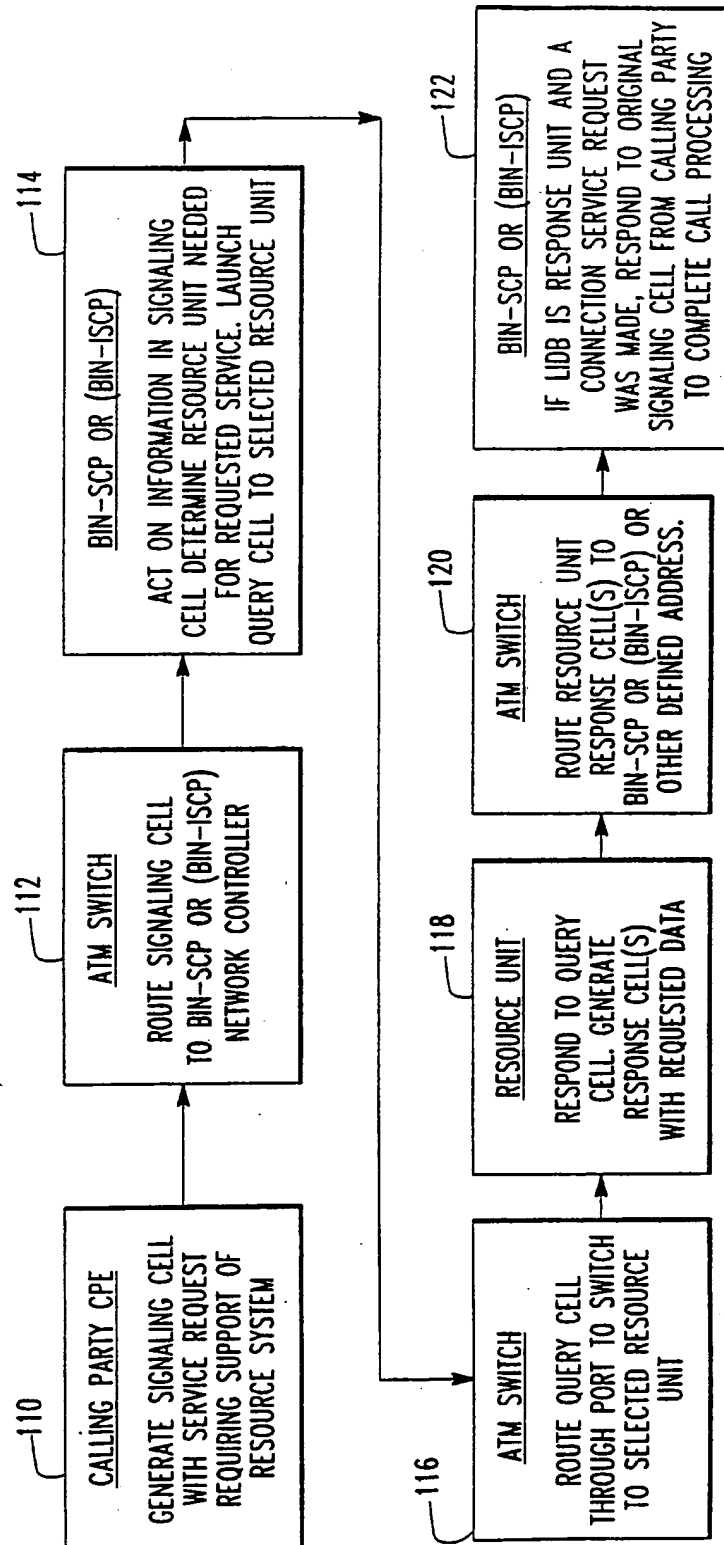 110
CALLING PARTY CPE
GENERATE SIGNALING CELL
WITH SERVICE REQUEST
REQUIRING SUPPORT OF
RESOURCE SYSTEM
112
ATM SWITCH
ROUTE SIGNALING CELL
TO BIN-SCP OR (BIN-ISCP)
NETWORK CONTROLLER
114
BIN-SCP OR (BIN-ISCP)
ACT ON INFORMATION IN SIGNALING
CELL DETERMINE RESOURCE UNIT NEEDED
FOR REQUESTED SERVICE. LAUNCH
QUERY CELL TO SELECTED RESOURCE UNIT
116
ATM SWITCH
ROUTE QUERY CELL
THROUGH PORT TO SWITCH
TO SELECTED RESOURCE
UNIT
118
RESOURCE UNIT
RESPOND TO QUERY
CELL. GENERATE
RESPONSE CELL(S)
WITH REQUESTED DATA
120
ATM SWITCH
ROUTE RESOURCE UNIT
RESPONSE CELL(S) TO
BIN-SCP OR (BIN-ISCP) OR
OTHER DEFINED ADDRESS.
122
BIN-SCP OR (BIN-ISCP)
IF LIDB IS RESPONSE UNIT AND A
CONNECTION SERVICE REQUEST
WAS MADE, RESPOND TO ORIGINAL
SIGNALING CELL FROM CALLING PARTY
TO COMPLETE CALL PROCESSING